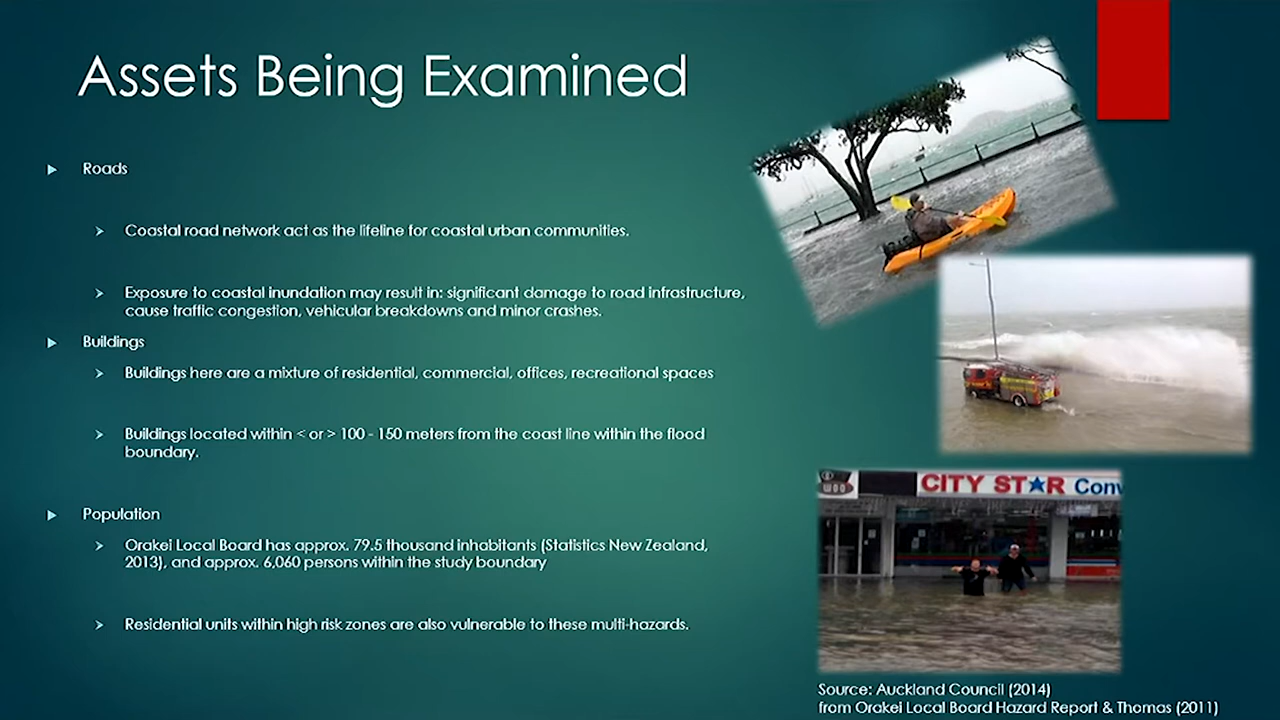 Assets Being Examined
Roads
Coastal road network act as the lifeline for coastal urban communities.
Exposure to coastal inundation may result in: significant damage to road infrastructure,
cause traffic congestion, vehicular breakdowns and minor crashes.
Buildings
Buildings here are a mixture of residential, commercial, offices, recreational spaces
Buildings located within < or > 100 - 150 meters from the coast line within the flood
boundary.
Population
Orakei Local Board has approx. 79.5 thousand inhabitants (Statistics New Zealand,
2013), and approx. 6,060 persons within the study boundary
Residential units within high risk zones are also vulnerable to these multi-hazards.
CITY ST★R Conv
Source: Auckland Council (2014)
from Orakei Local Board Hazard Report & Thomas (2011)